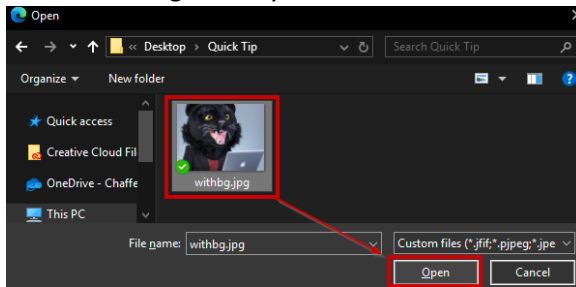 Open
« Desktop › Quick Tip
Search Quick Tip
Organize
New folder
Quick access
Creative Cloud Fil
OneDrive - Chaffe
This PC
withbg.jpg
File name: withbg.jpg
Custom files (*.jfif;*.pjpeg;*.jpe
Open
Cancel